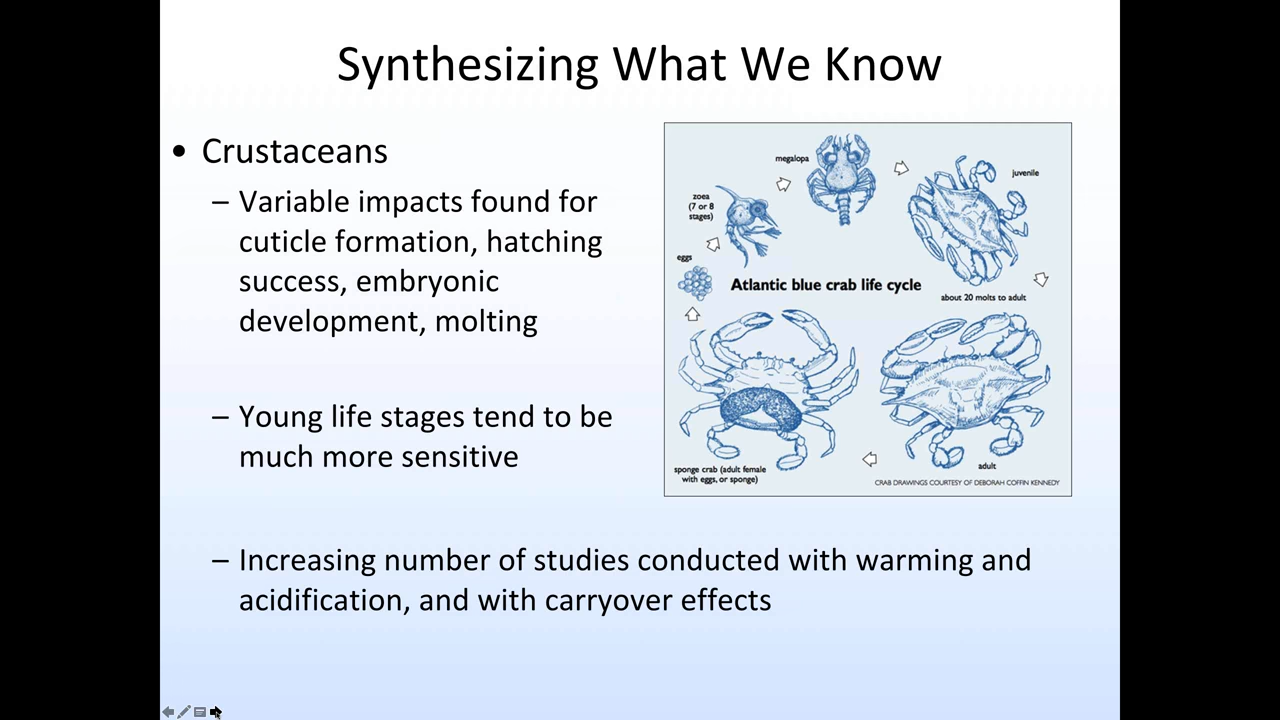 Synthesizing What We Know
• Crustaceans
– Variable impacts found for
cuticle formation, hatching
success, embryonic
development, molting
– Young life stages tend to be
much more sensitive
– Increasing number of studies conducted with warming and
acidification, and with carryover effects
megalopa
juvenile
zoea
(7 or 8
stages)
eggs
Atlantic blue crab life cycle
about 20 molts to adult
sponge crab (adult female
with eggs, or sponge)
adult
CRAB DRAWINGS COURTESY OF DEBORAH COFFIN KENNEDY